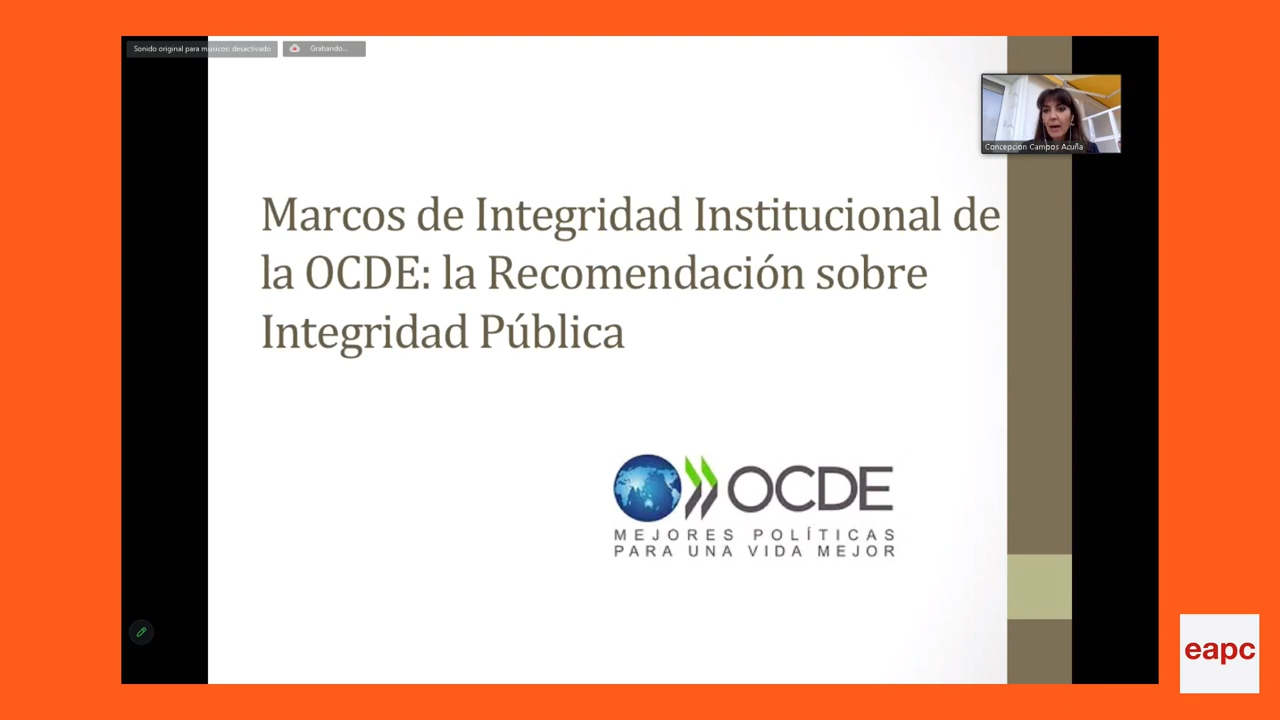 Sonido original para músicos: desactivado
Grabando...
Concepción Campos Acuña
Marcos de Integridad Institucional de
la OCDE: la Recomendación sobre
Integridad Pública
OCDE
MEJORES POLÍTICAS
PARA UNA VIDA MEJOR
eapc